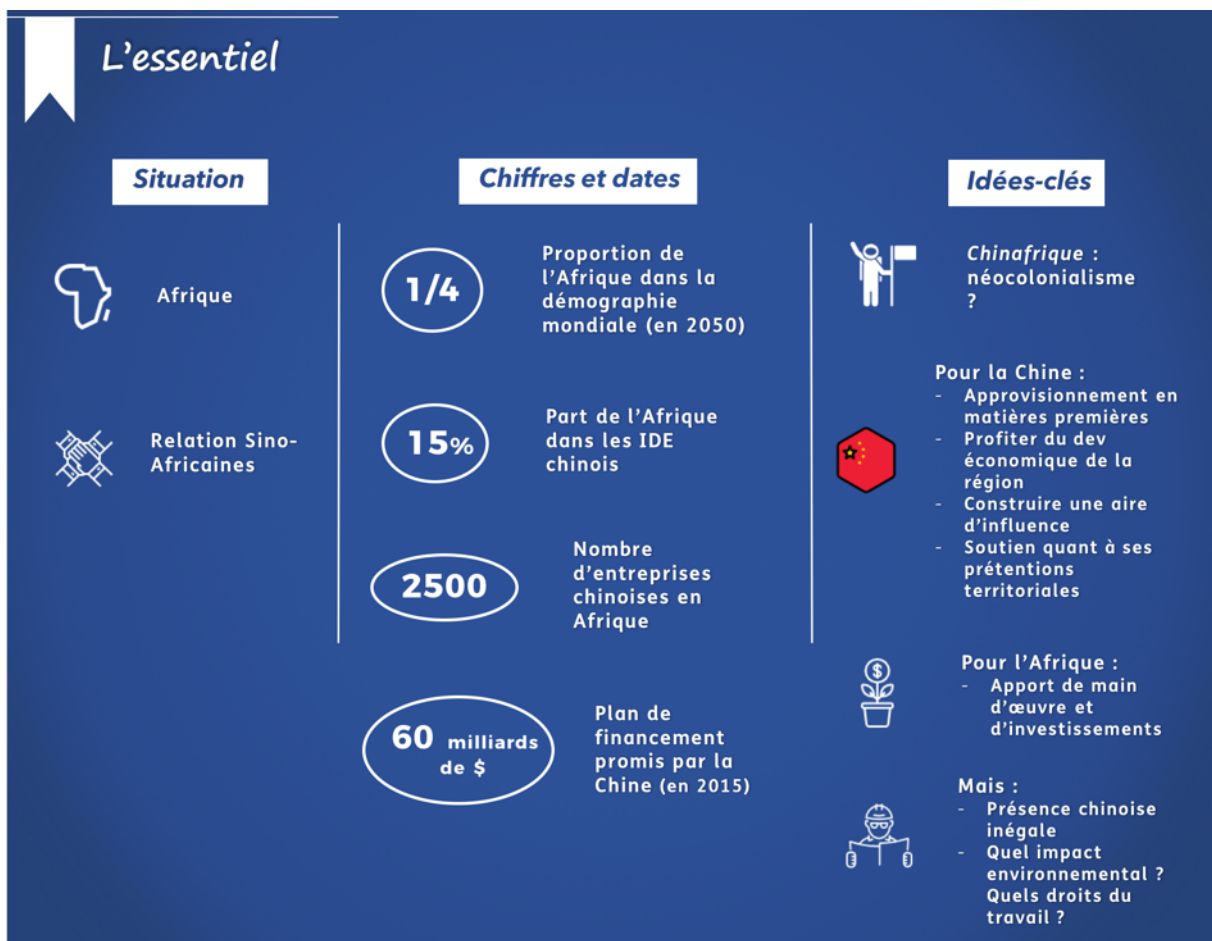 L'essentiel
Situation
Afrique
Relation Sino-
Africaines
Chiffres et dates
1/4
Proportion de
l'Afrique dans la
démographie
mondiale (en 2050)
15%
Part de l'Afrique
dans les IDE
chinois
2500
Nombre
d'entreprises
chinoises en
Afrique
60 milliards
de $
Plan de
financement
promis par la
Chine (en 2015)
Idées-clés
Chinafrique :
néocolonialisme
?
Pour la Chine :
- Approvisionnement en
matières premières
- Profiter du dev
économique de la
région
- Construire une aire
d'influence
- Soutien quant à ses
prétentions
territoriales
$
Pour l'Afrique :
- Apport de main
d'œuvre et
d'investissements
Mais :
- Présence chinoise
inégale
- Quel impact
environnemental ?
Quels droits du
travail ?